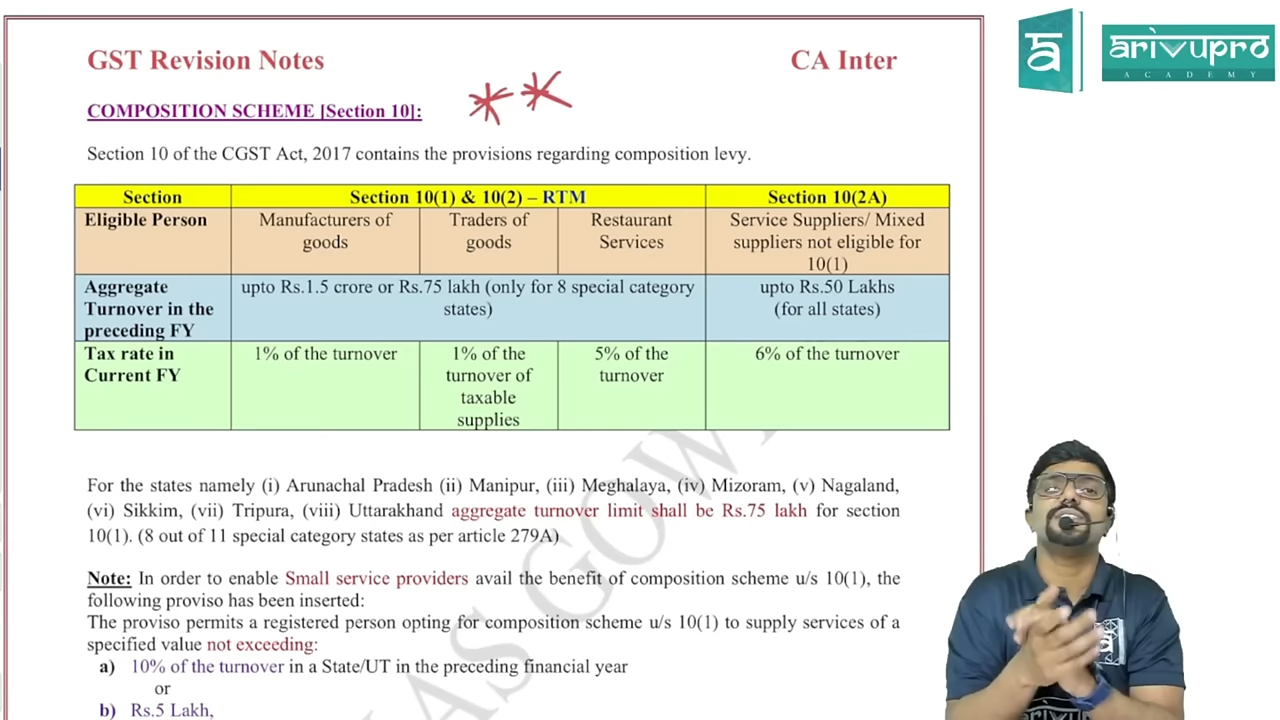 GST Revision Notes
CA Inter
arivupro
ACADEMY
COMPOSITION SCHEME [Section 10]:
Section 10 of the CGST Act, 2017 contains the provisions regarding composition levy.
Section
Section 10(1) & 10(2) – RTM
Section 10(2A)
Eligible Person
Manufacturers of
goods
Traders of
goods
Restaurant
Services
Service Suppliers/ Mixed
suppliers not eligible for
10(1)
Aggregate
Turnover in the
preceding FY
upto Rs.1.5 crore or Rs.75 lakh (only for 8 special category
states)
upto Rs.50 Lakhs
(for all states)
Tax rate in
Current FY
1% of the turnover
1% of the
turnover of
taxable
supplies
5% of the
turnover
6% of the turnover
For the states namely (i) Arunachal Pradesh (ii) Manipur, (iii) Meghalaya, (iv) Mizoram, (v) Nagaland,
(vi) Sikkim, (vii) Tripura, (viii) Uttarakhand aggregate turnover limit shall be Rs.75 lakh for section
10(1). (8 out of 11 special category states as per article 279A)
Note: In order to enable Small service providers avail the benefit of composition scheme u/s 10(1), the
following proviso has been inserted:
The proviso permits a registered person opting for composition scheme u/s 10(1) to supply services of a
specified value not exceeding:
a) 10% of the turnover in a State/UT in the preceding financial year
or
b) Rs.5 Lakh,